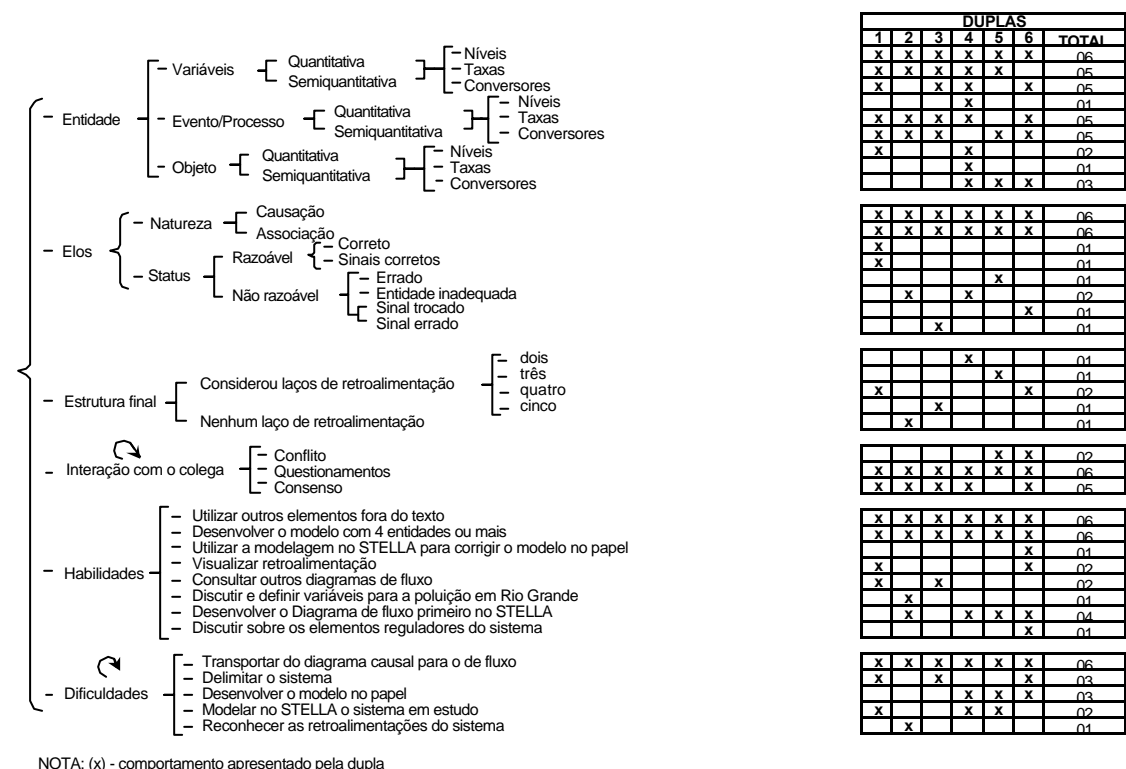 DUPLAS
1 2 3 4 5 6 TOTAL
x x x x x x 06
x x x x x 05
x x x x 05
x 01
x x x x x 05
x x x x x 05
x x 02
x 01
x x x 03
x x x x x x 06
x x x x x x 06
x 01
x 01
x 01
x x 02
x 01
x 01
x 01
x 01
x x 02
x 01
x 01
x x 02
x x x x x x 06
x x x x x 05
x x x x x x 06
x x x x x x 06
x 01
x x 02
x x 02
x 01
x x x x 04
x 01
x x x x x x 06
x x x 03
x x x 03
x x x 02
x 01
– Entidade
– Variáveis
Quantitativa
Semiquantitativa
– Níveis
– Taxas
– Conversores
– Evento/Processo
Quantitativa
Semiquantitativa
– Níveis
– Taxas
– Conversores
– Objeto
Quantitativa
Semiquantitativa
– Níveis
– Taxas
– Conversores
– Elos
– Natureza
Causação
Associação
– Status
Razoável
– Correto
– Sinais corretos
Não razoável
– Errado
– Entidade inadequada
Sinal trocado
Sinal errado
– Estrutura final
Considerou laços de retroalimentação
– dois
– três
– quatro
– cinco
Nenhum laço de retroalimentação
– Interação com o colega
– Conflito
– Questionamentos
– Consenso
– Habilidades
– Utilizar outros elementos fora do texto
– Desenvolver o modelo com 4 entidades ou mais
– Utilizar a modelagem no STELLA para corrigir o modelo no papel
– Visualizar retroalimentação
– Consultar outros diagramas de fluxo
– Discutir e definir variáveis para a poluição em Rio Grande
– Desenvolver o Diagrama de fluxo primeiro no STELLA
– Discutir sobre os elementos reguladores do sistema
– Dificuldades
– Transportar do diagrama causal para o de fluxo
– Delimitar o sistema
– Desenvolver o modelo no papel
– Modelar no STELLA o sistema em estudo
– Reconhecer as retroalimentações do sistema
NOTA: (x) - comportamento apresentado pela dupla